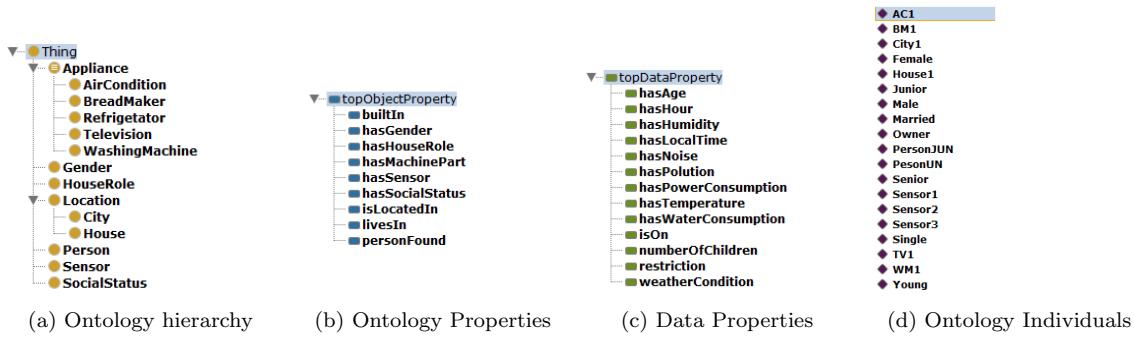 Thing
Appliance
AirCondition
BreadMaker
Refrigetator
Television
WashingMachine
Gender
HouseRole
Location
City
House
Person
Sensor
SocialStatus
(a) Ontology hierarchy
topObjectProperty
builtIn
hasGender
hasHouseRole
hasMachinePart
hasSensor
hasSocialStatus
isLocatedIn
livesIn
personFound
(b) Ontology Properties
topDataProperty
hasAge
hasHour
hasHumidity
hasLocalTime
hasNoise
hasPolution
hasPowerConsumption
hasTemperature
hasWaterConsumption
isOn
numberOfChildren
restriction
weatherCondition
(c) Data Properties
AC1
BM1
City1
Female
House1
Junior
Male
Married
Owner
PersonJUN
PesonUN
Senior
Sensor1
Sensor2
Sensor3
Single
TV1
WM1
Young
(d) Ontology Individuals